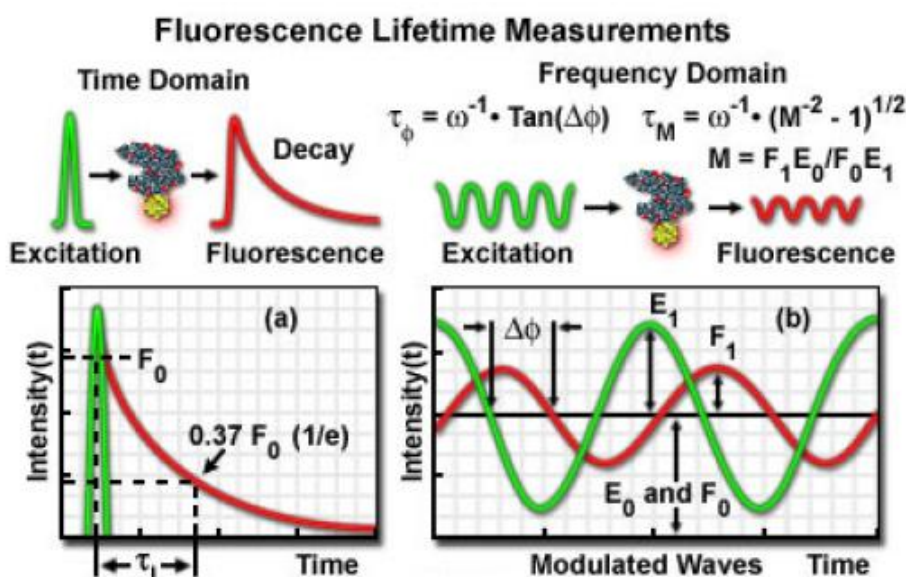 Fluorescence Lifetime Measurements
Time Domain
Frequency Domain
τϕ = ω⁻¹ • Tan(Δϕ)
τM = ω⁻¹ • (M⁻² - 1)¹/²
M = F₁E₀/F₀E₁
Decay
Excitation
Fluorescence
Excitation
Fluorescence
(a)
F₀
0.37 F₀ (1/e)
Intensity(t)
Time
(b)
Δϕ
E₁
F₁
E₀ and F₀
Intensity(t)
Modulated Waves
Time